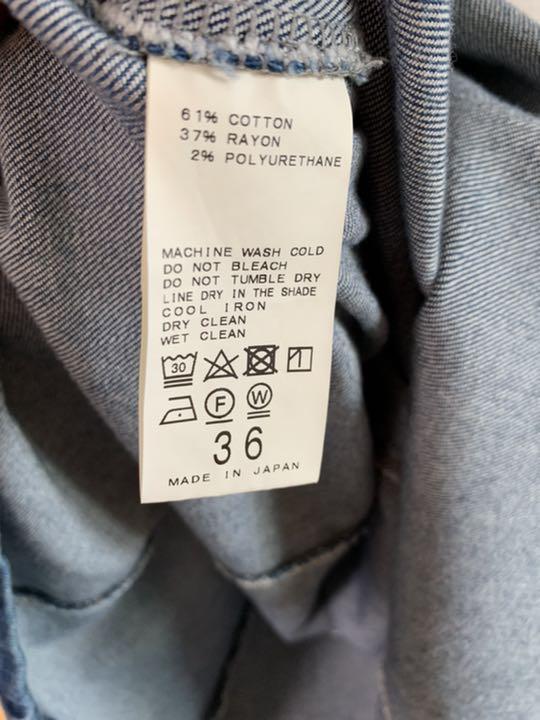 61% COTTON
37% RAYON
2% POLYURETHANE
MACHINE WASH COLD
DO NOT BLEACH
DO NOT TUMBLE DRY
LINE DRY IN THE SHADE
COOL IRON
DRY CLEAN
WET CLEAN
30
F W
36
MADE IN JAPAN